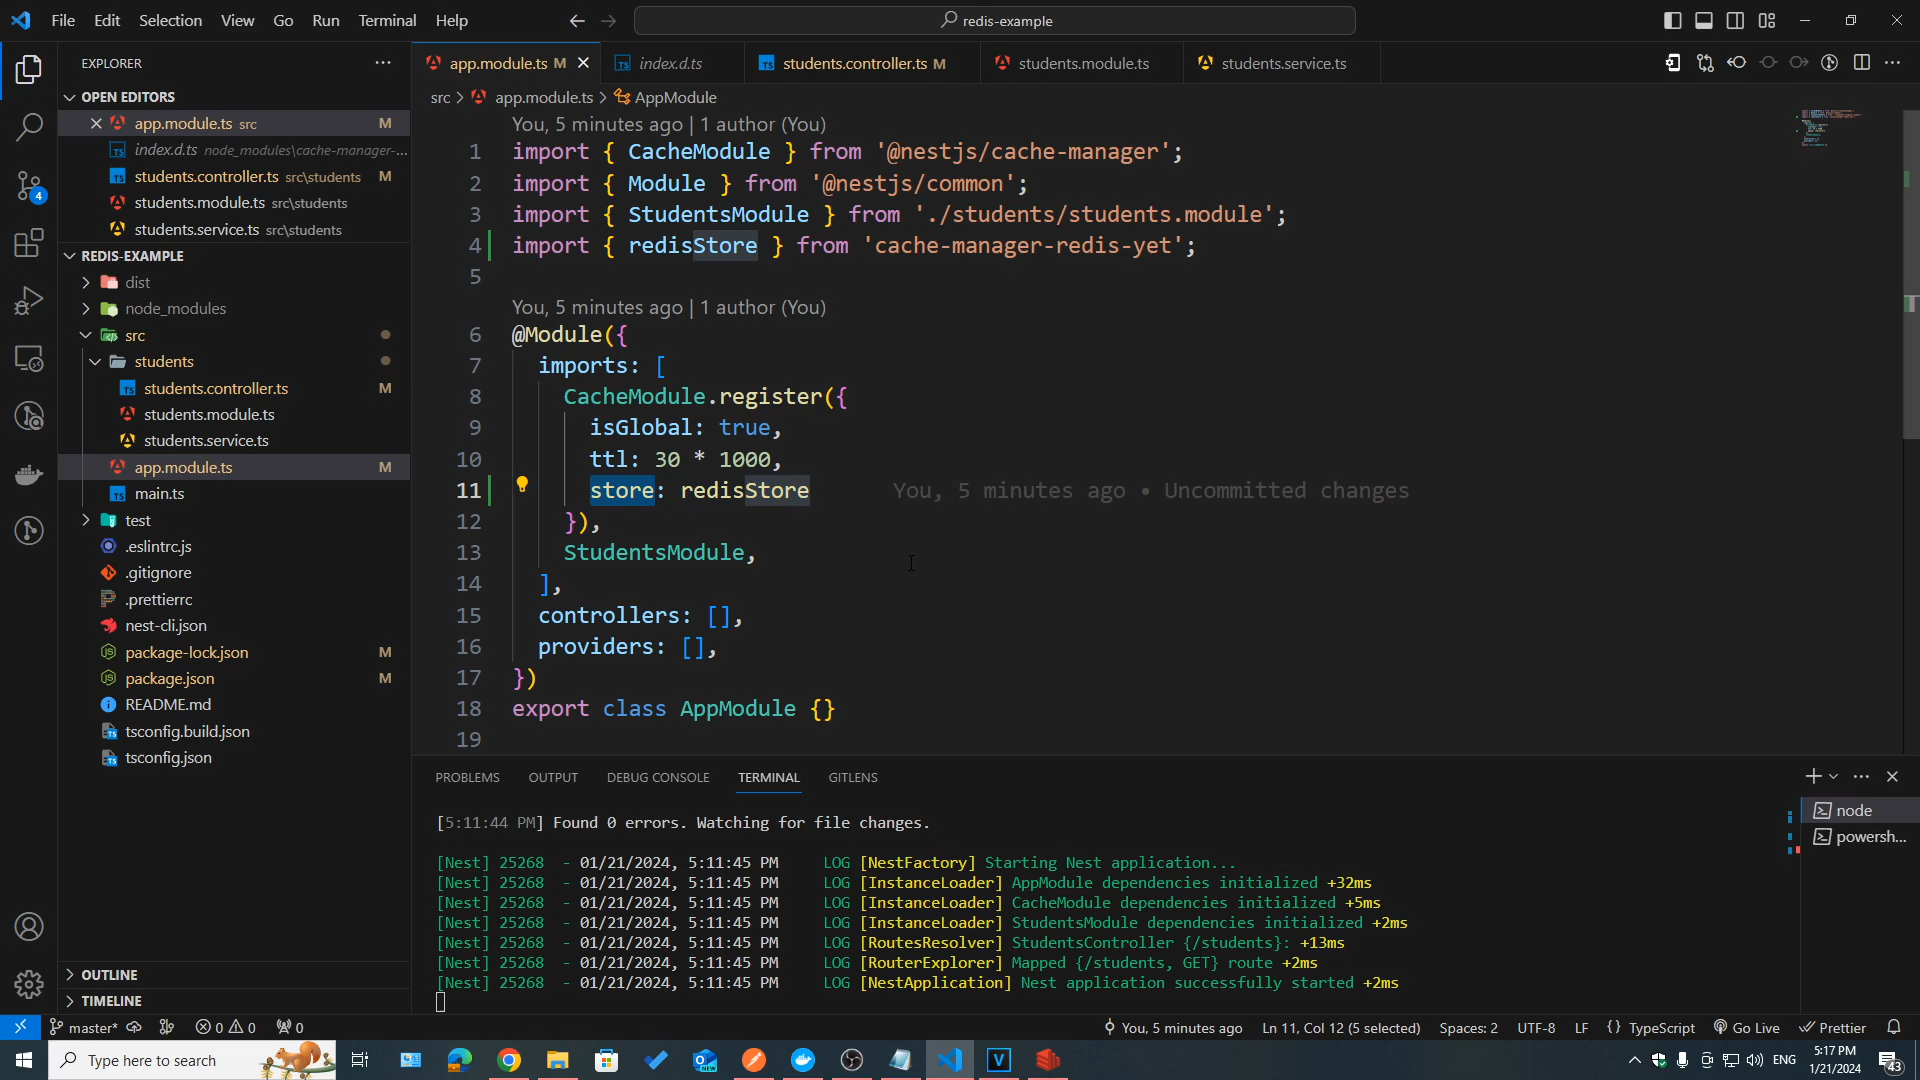 File Edit Selection View Go Run Terminal Help
redis-example
EXPLORER
OPEN EDITORS
app.module.ts src M
TS index.d.ts node_modules\cache-manager-...
TS students.controller.ts src\students M
students.module.ts src\students
students.service.ts src\students
REDIS-EXAMPLE
dist
node_modules
src
students
TS students.controller.ts M
students.module.ts
students.service.ts
app.module.ts M
TS main.ts
test
.eslintrc.js
.gitignore
.prettierrc
nest-cli.json
package-lock.json M
package.json M
README.md
tsconfig.build.json
tsconfig.json
OUTLINE
TIMELINE
4
app.module.ts M
TS index.d.ts
TS students.controller.ts M
students.module.ts
students.service.ts
src > app.module.ts > AppModule
You, 5 minutes ago | 1 author (You)
1 import { CacheModule } from '@nestjs/cache-manager';
2 import { Module } from '@nestjs/common';
3 import { StudentsModule } from './students/students.module';
4 import { redisStore } from 'cache-manager-redis-yet';
5
You, 5 minutes ago | 1 author (You)
6 @Module({
7 imports: [
8 CacheModule.register({
9 isGlobal: true,
10 ttl: 30 * 1000,
11 store: redisStore You, 5 minutes ago • Uncommitted changes
12 }),
13 StudentsModule,
14 ],
15 controllers: [],
16 providers: [],
17 })
18 export class AppModule {}
19
PROBLEMS OUTPUT DEBUG CONSOLE TERMINAL GITLENS
node
powersh...
[5:11:44 PM] Found 0 errors. Watching for file changes.
[Nest] 25268 - 01/21/2024, 5:11:45 PM LOG [NestFactory] Starting Nest application...
[Nest] 25268 - 01/21/2024, 5:11:45 PM LOG [InstanceLoader] AppModule dependencies initialized +32ms
[Nest] 25268 - 01/21/2024, 5:11:45 PM LOG [InstanceLoader] CacheModule dependencies initialized +5ms
[Nest] 25268 - 01/21/2024, 5:11:45 PM LOG [InstanceLoader] StudentsModule dependencies initialized +2ms
[Nest] 25268 - 01/21/2024, 5:11:45 PM LOG [RoutesResolver] StudentsController {/students}: +13ms
[Nest] 25268 - 01/21/2024, 5:11:45 PM LOG [RouterExplorer] Mapped {/students, GET} route +2ms
[Nest] 25268 - 01/21/2024, 5:11:45 PM LOG [NestApplication] Nest application successfully started +2ms
master* 0 0 0 You, 5 minutes ago Ln 11, Col 12 (5 selected) Spaces: 2 UTF-8 LF {} TypeScript Go Live Prettier
Type here to search
ENG
5:17 PM
1/21/2024
43